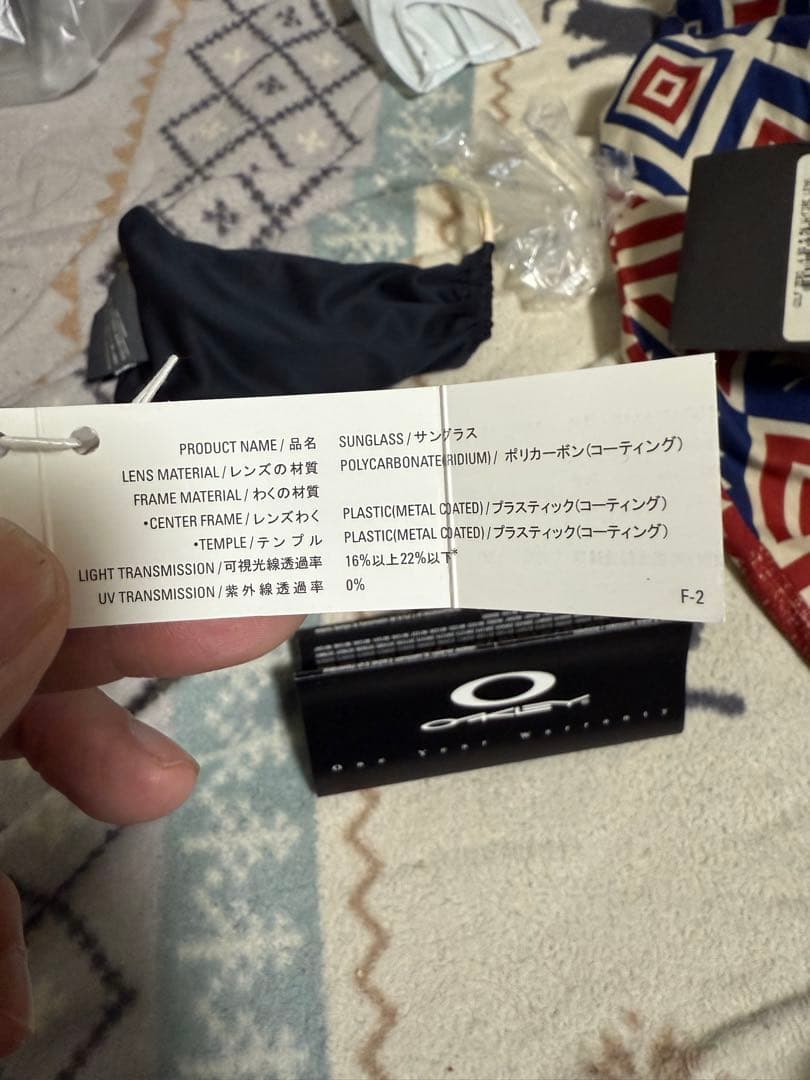 PRODUCT NAME / 品名 SUNGLASS / サングラス
LENS MATERIAL / レンズの材質 POLYCARBONATE(IRIDIUM) / ポリカーボン(コーティング)
FRAME MATERIAL / わくの材質
•CENTER FRAME / レンズわく PLASTIC(METAL COATED) / プラスティック(コーティング)
•TEMPLE / テンプル PLASTIC(METAL COATED) / プラスティック(コーティング)
LIGHT TRANSMISSION / 可視光線透過率 16%以上22%以下*
UV TRANSMISSION / 紫外線透過率 0%
F-2
OAKLEY
One Year Warranty